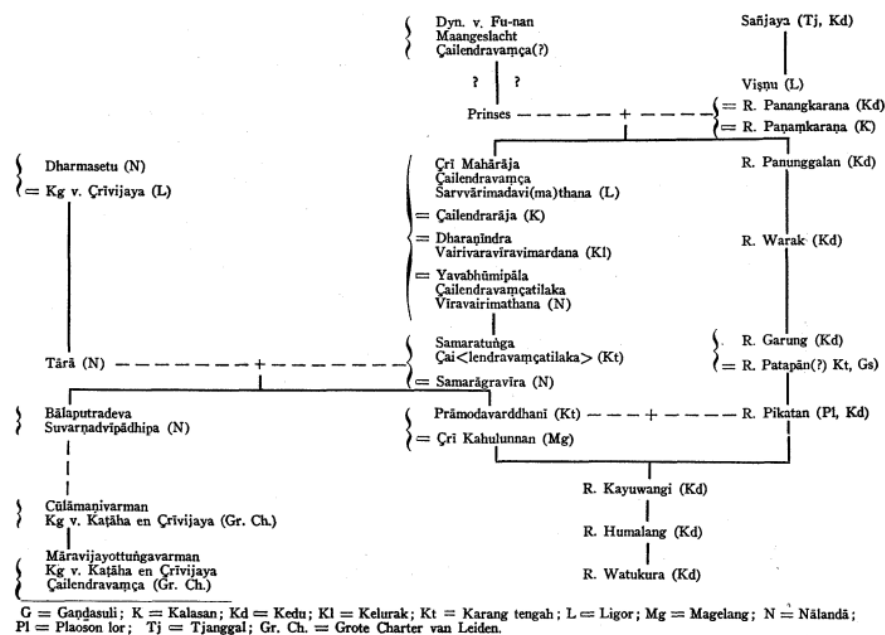 Dyn. v. Fu-nan
Maangeslacht
Çailendravaṃça(?)
Sañjaya (Tj, Kd)
? ?
Viṣṇu (L)
Prinses
+
= R. Panangkarana (Kd)
= R. Paṇaṃkaraṇa (K)
Dharmasetu (N)
= Kg v. Çrīvijaya (L)
Çrī Mahārāja
Çailendravaṃça
Sarvvārimadavi(ma)thana (L)
= Çailendrarāja (K)
= Dharaṇīndra
Vairivaravīravimardana (Kl)
= Yavabhūmipāla
Çailendravaṃçatilaka
Vīravairimathana (N)
R. Panunggalan (Kd)
R. Warak (Kd)
Tārā (N)
+
Samaratuṅga
Çai<lendravaṃçatilaka> (Kt)
= Samarāgravīra (N)
R. Garung (Kd)
= R. Patapān(?) Kt, Gs)
Bālaputradeva
Suvarṇadvīpādhipa (N)
Prāmodavarddhanī (Kt)
= Çrī Kahulunnan (Mg)
+
R. Pikatan (Pl, Kd)
Cūlāmaṇivarman
Kg v. Kaṭāha en Çrīvijaya (Gr. Ch.)
R. Kayuwangi (Kd)
R. Humalang (Kd)
R. Watukura (Kd)
Māravijayottuṅgavarman
Kg v. Kaṭāha en Çrīvijaya
Çailendravaṃça (Gr. Ch.)
G = Gaṇḍasuli; K = Kalasan; Kd = Kedu; Kl = Kelurak; Kt = Karang tengah; L = Ligor; Mg = Magelang; N = Nālandā;
Pl = Plaosan lor; Tj = Tjanggal; Gr. Ch. = Grote Charter van Leiden.